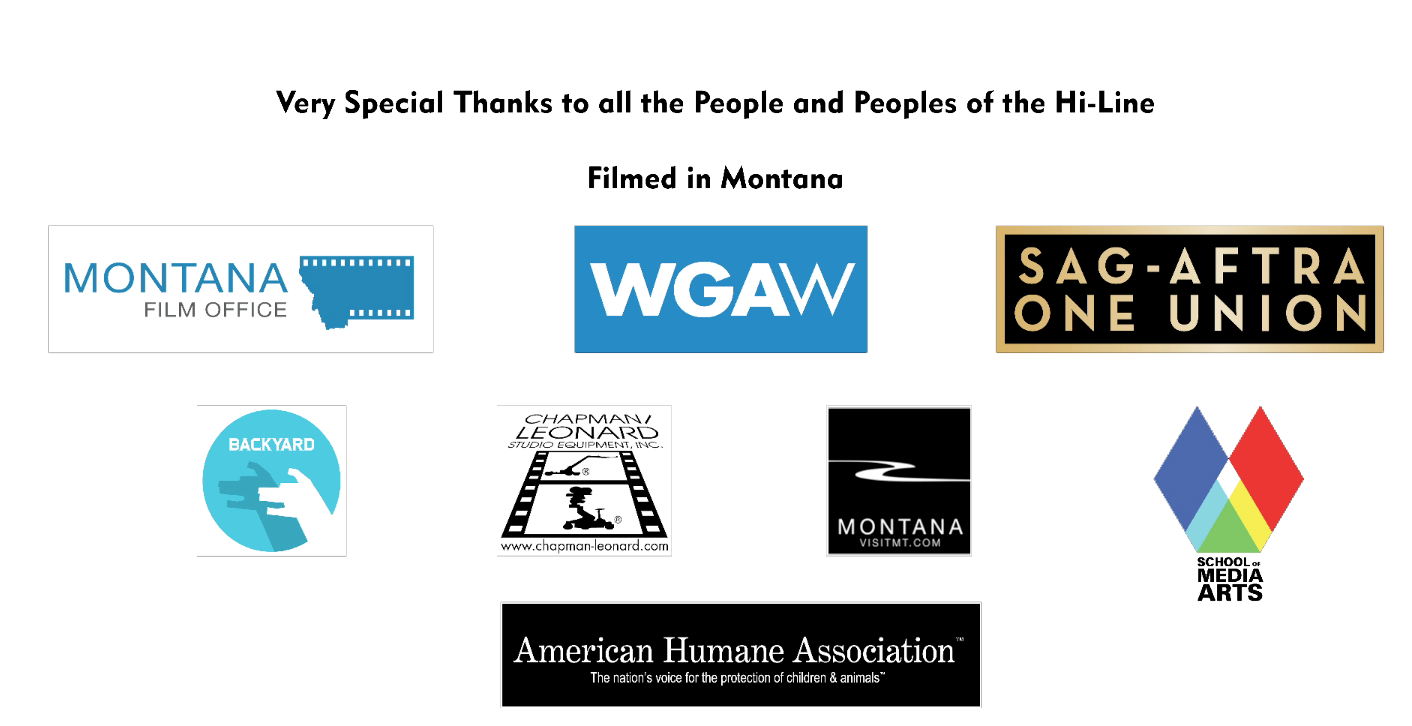 Very Special Thanks to all the People and Peoples of the Hi-Line
Filmed in Montana
MONTANA
FILM OFFICE
WGAW
SAG-AFTRA
ONE UNION
BACKYARD
CHAPMAN/
LEONARD
STUDIO EQUIPMENT, INC.
®
®
www.chapman-leonard.com
MONTANA
VISITMT.COM
SCHOOL OF
MEDIA
ARTS
American Humane Association™
The nation's voice for the protection of children & animals™